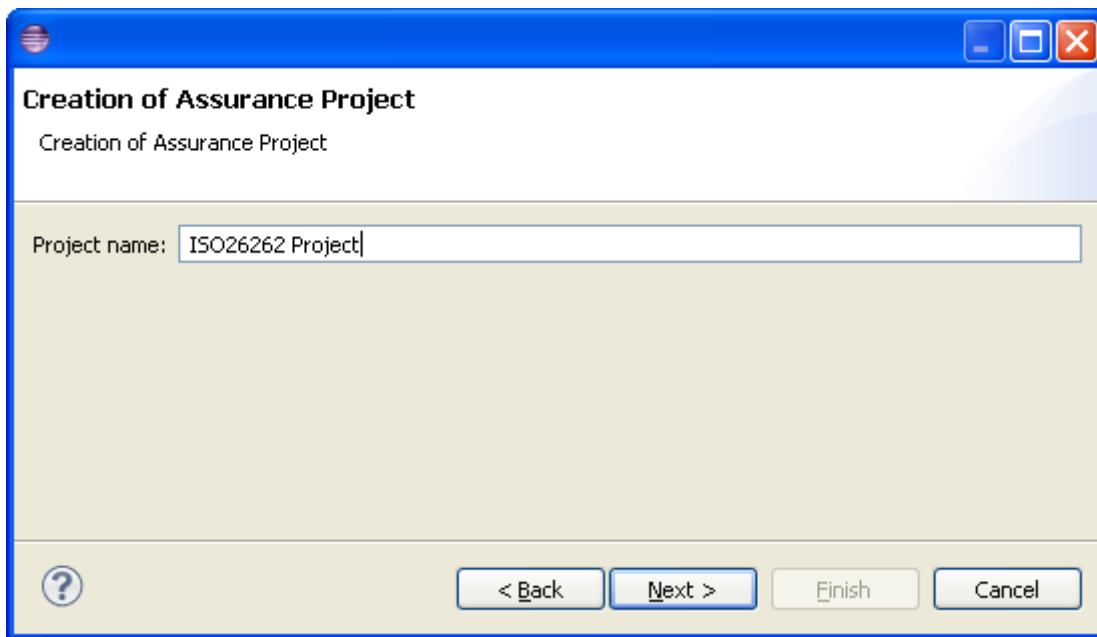 Creation of Assurance Project
Creation of Assurance Project
Project name: ISO26262 Project
? < Back Next > Finish Cancel